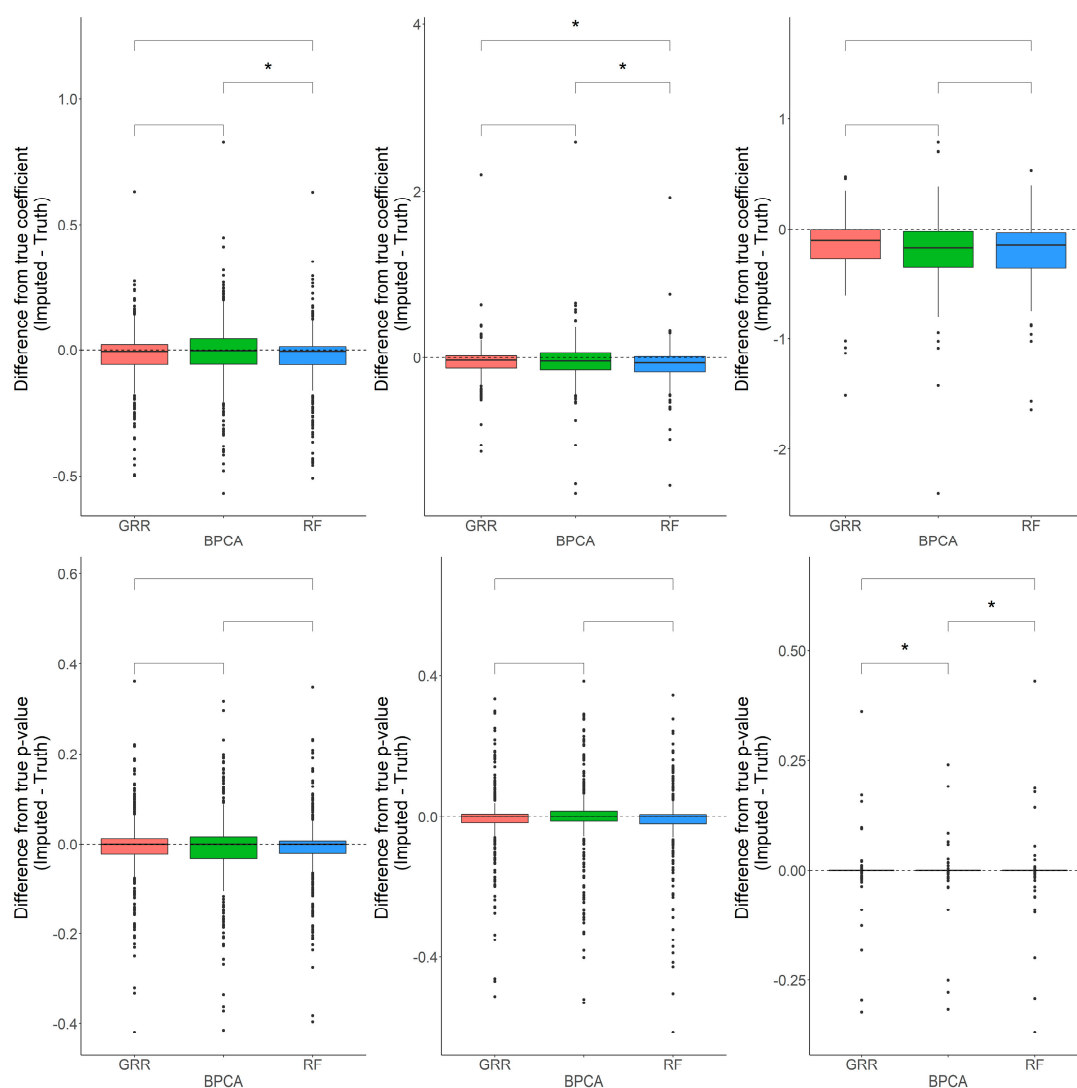 Difference from true coefficient
(Imputed - Truth)
1.0
0.5
0.0
-0.5
*
GRR
RF
BPCA
Difference from true coefficient
(Imputed - Truth)
4
2
0
*
*
GRR
RF
BPCA
Difference from true coefficient
(Imputed - Truth)
1
0
-1
-2
GRR
RF
BPCA
Difference from true p-value
(Imputed - Truth)
0.6
0.4
0.2
0.0
-0.2
-0.4
GRR
RF
BPCA
Difference from true p-value
(Imputed - Truth)
0.4
0.0
-0.4
GRR
RF
BPCA
Difference from true p-value
(Imputed - Truth)
0.50
0.25
0.00
-0.25
*
*
GRR
RF
BPCA